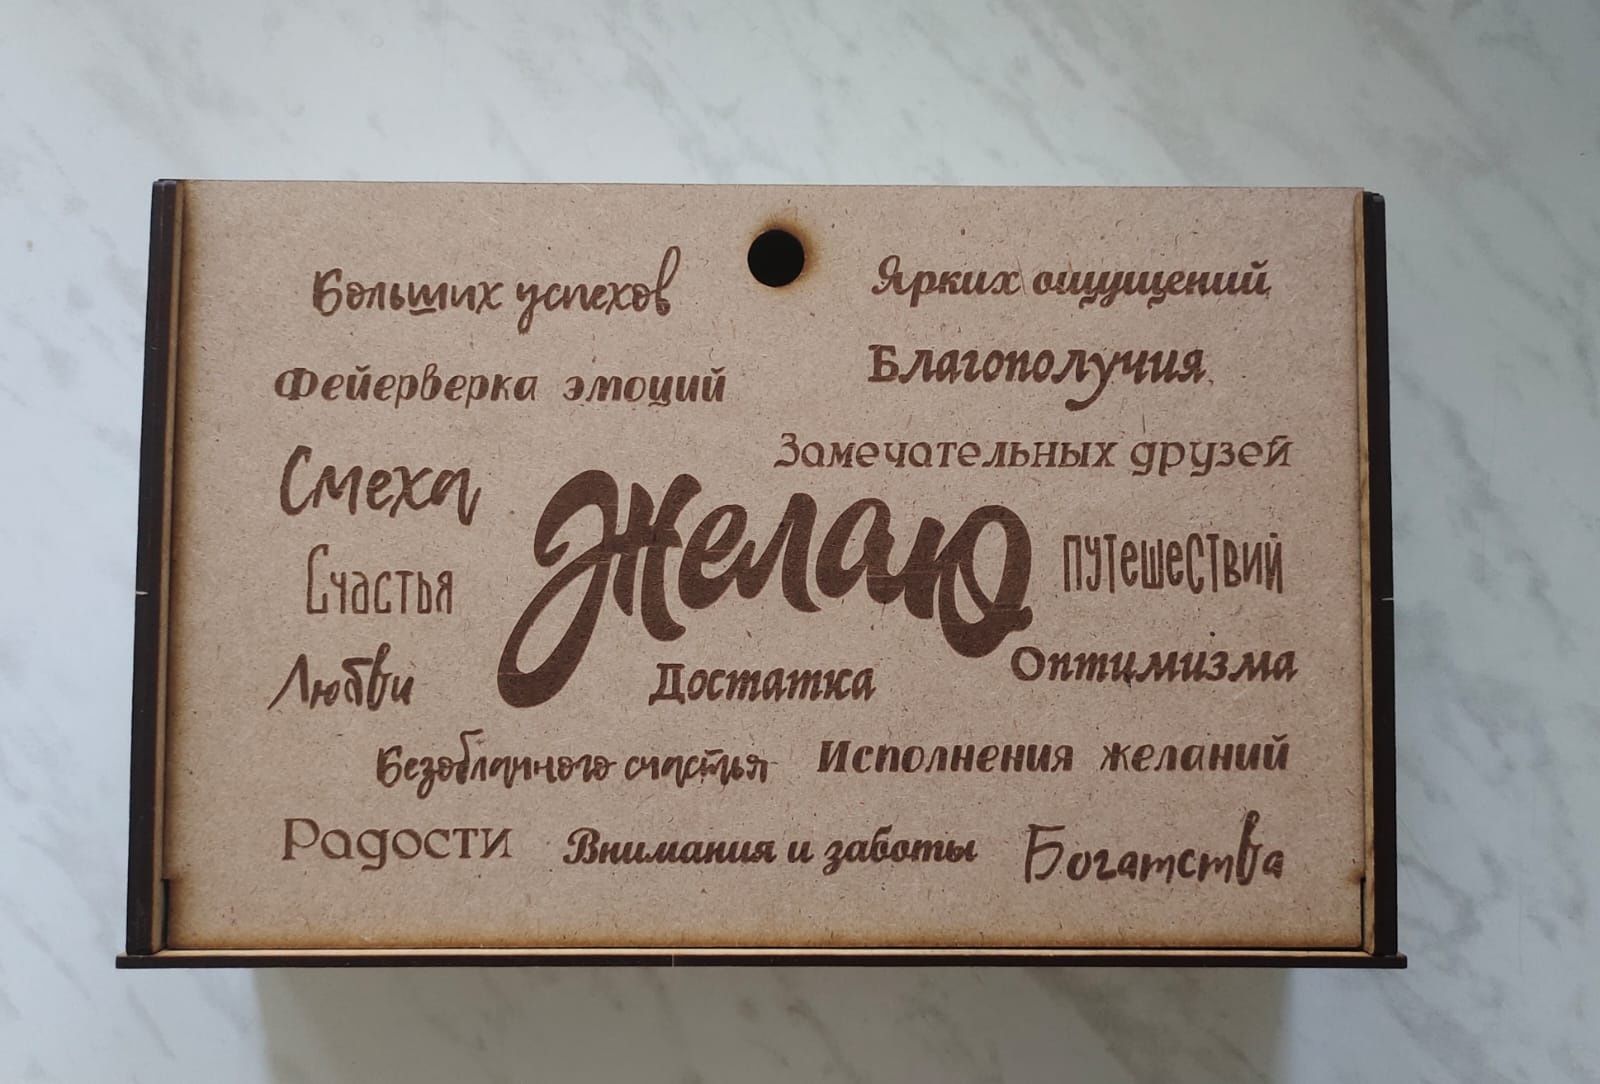 Больших успехов
Ярких ощущений
Фейерверка эмоций
Благополучия
Замечательных друзей
Смеха
Желаю
Счастья
Путешествий
Любви
Достатка
Оптимизма
Безоблачного счастья
Исполнения желаний
Радости
Внимания и заботы
Богатства